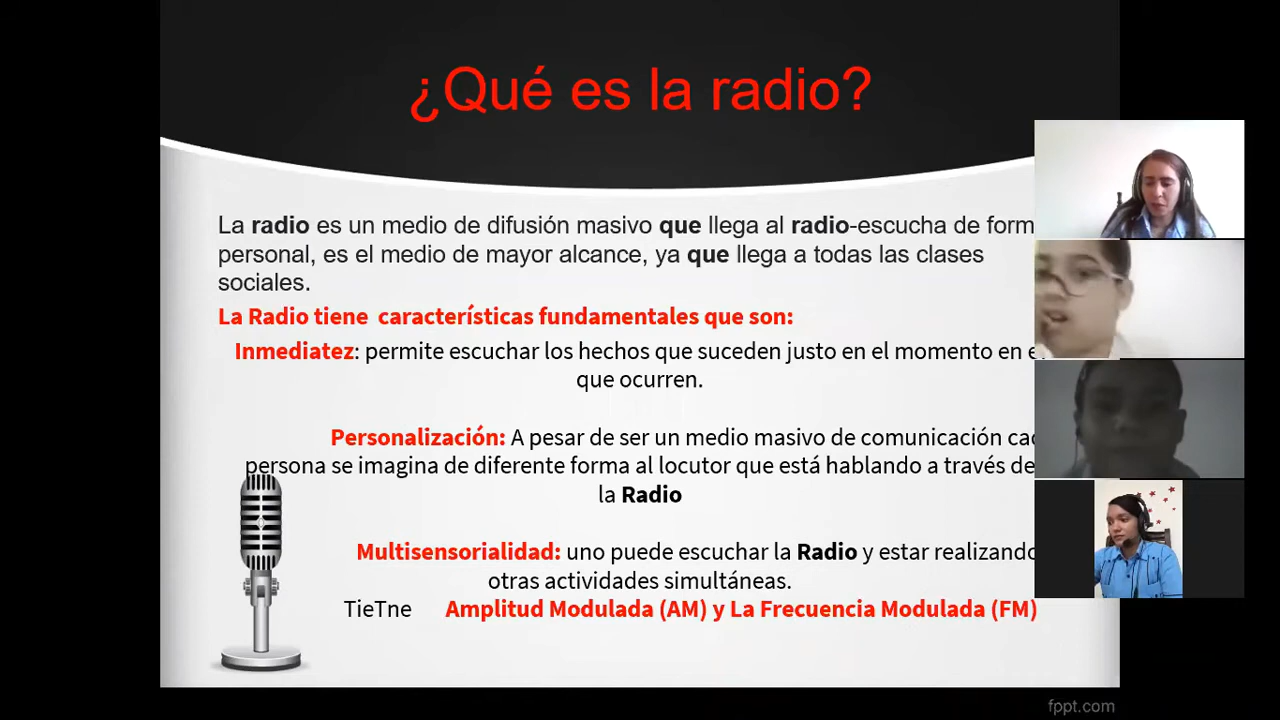 ¿Qué es la radio?
La radio es un medio de difusión masivo que llega al radio-escucha de form
personal, es el medio de mayor alcance, ya que llega a todas las clases
sociales.
La Radio tiene características fundamentales que son:
Inmediatez: permite escuchar los hechos que suceden justo en el momento en e
que ocurren.
Personalización: A pesar de ser un medio masivo de comunicación cad
persona se imagina de diferente forma al locutor que está hablando a través de
la Radio
Multisensorialidad: uno puede escuchar la Radio y estar realizando
otras actividades simultáneas.
TieTne Amplitud Modulada (AM) y La Frecuencia Modulada (FM)
fppt.com